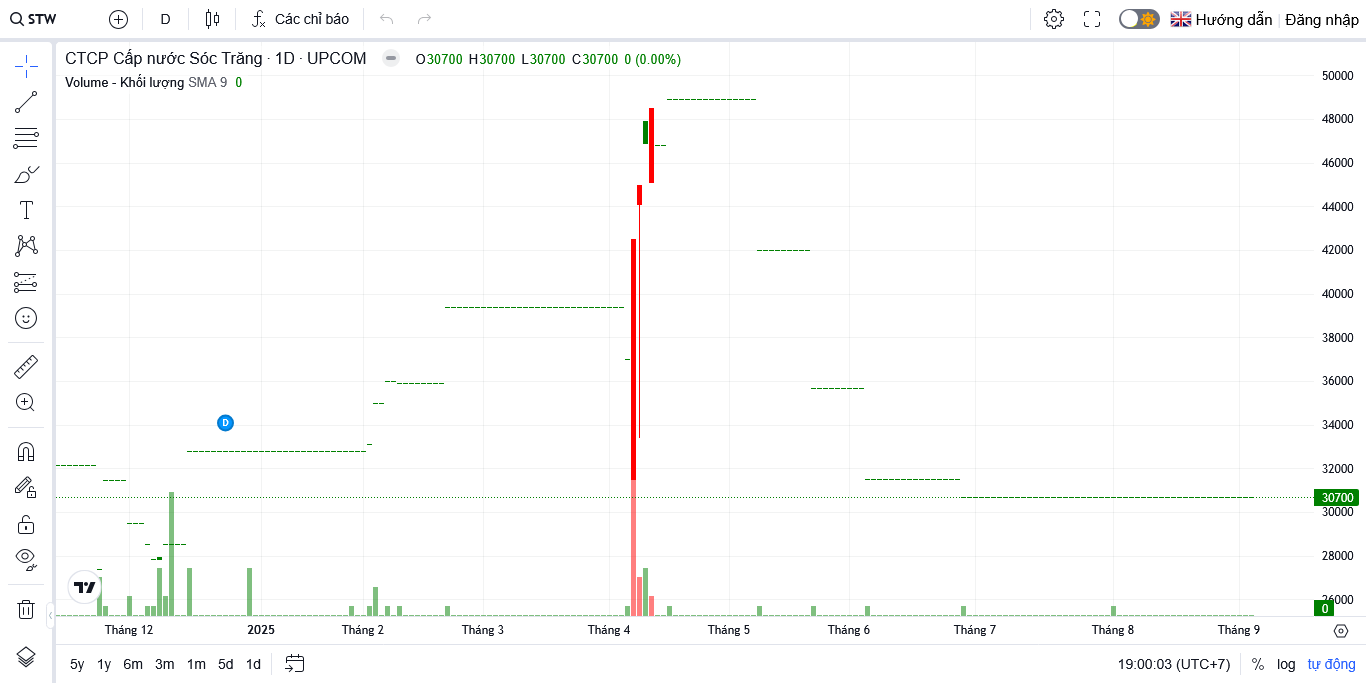 STW D Các chỉ báo Hướng dẫn Đăng nhập
CTCP Cấp nước Sóc Trăng · 1D · UPCOM O30700 H30700 L30700 C30700 0 (0.00%)
Volume - Khối lượng SMA 9 0
50000
48000
46000
44000
42000
40000
38000
36000
34000
32000
30700
30000
28000
26000
0
D
Tháng 12 2025 Tháng 2 Tháng 3 Tháng 4 Tháng 5 Tháng 6 Tháng 7 Tháng 8 Tháng 9
5y 1y 6m 3m 1m 5d 1d 19:00:03 (UTC+7) % log tự động